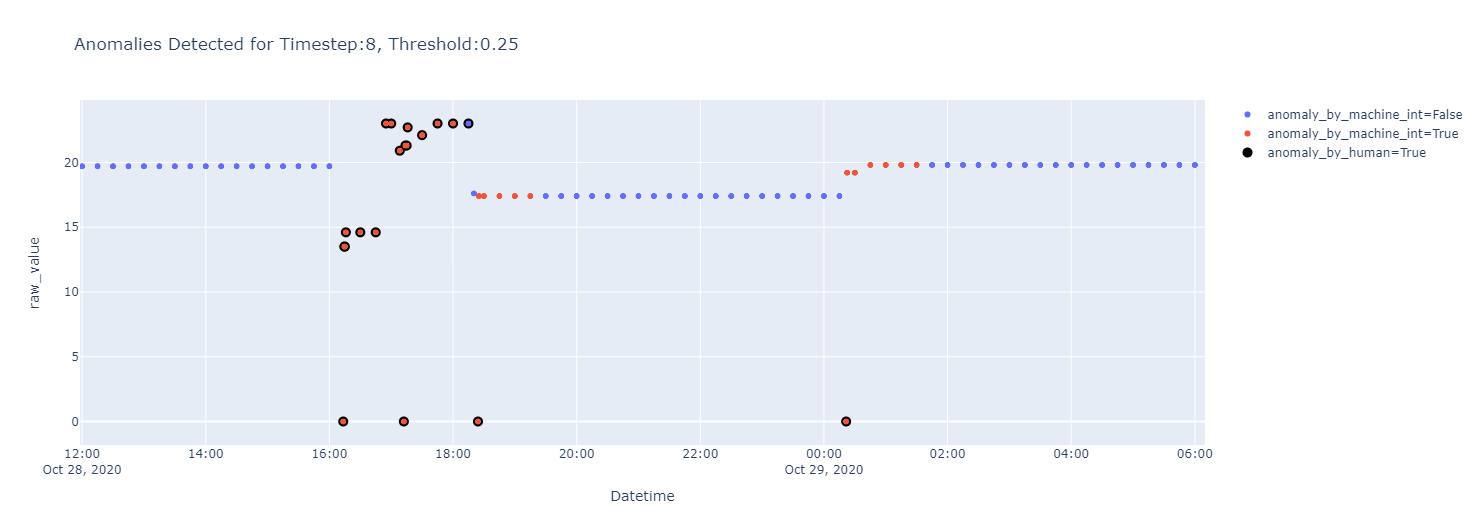 Anomalies Detected for Timestep:8, Threshold:0.25
anomaly_by_machine_int=False
anomaly_by_machine_int=True
anomaly_by_human=True
raw_value
20
15
10
5
0
12:00 14:00 16:00 18:00 20:00 22:00 00:00 02:00 04:00 06:00
Oct 28, 2020 Oct 29, 2020
Datetime